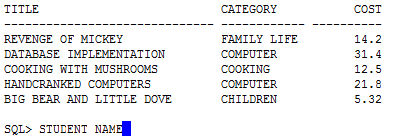 TITLE CATEGORY COST
------------------------------ ------------ ----------
REVENGE OF MICKEY FAMILY LIFE 14.2
DATABASE IMPLEMENTATION COMPUTER 31.4
COOKING WITH MUSHROOMS COOKING 12.5
HANDCRANKED COMPUTERS COMPUTER 21.8
BIG BEAR AND LITTLE DOVE CHILDREN 5.32
SQL> STUDENT NAME